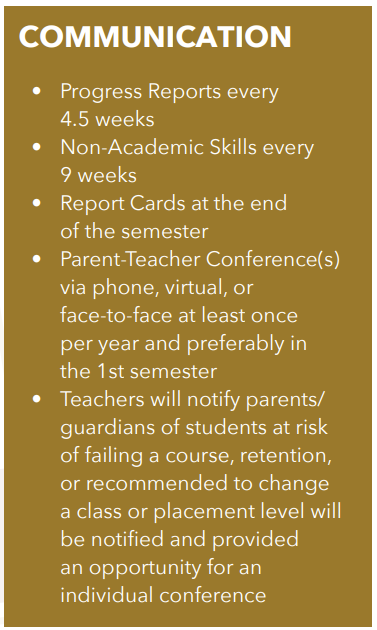 COMMUNICATION
• Progress Reports every
4.5 weeks
• Non-Academic Skills every
9 weeks
• Report Cards at the end
of the semester
• Parent-Teacher Conference(s)
via phone, virtual, or
face-to-face at least once
per year and preferably in
the 1st semester
• Teachers will notify parents/
guardians of students at risk
of failing a course, retention,
or recommended to change
a class or placement level will
be notified and provided
an opportunity for an
individual conference